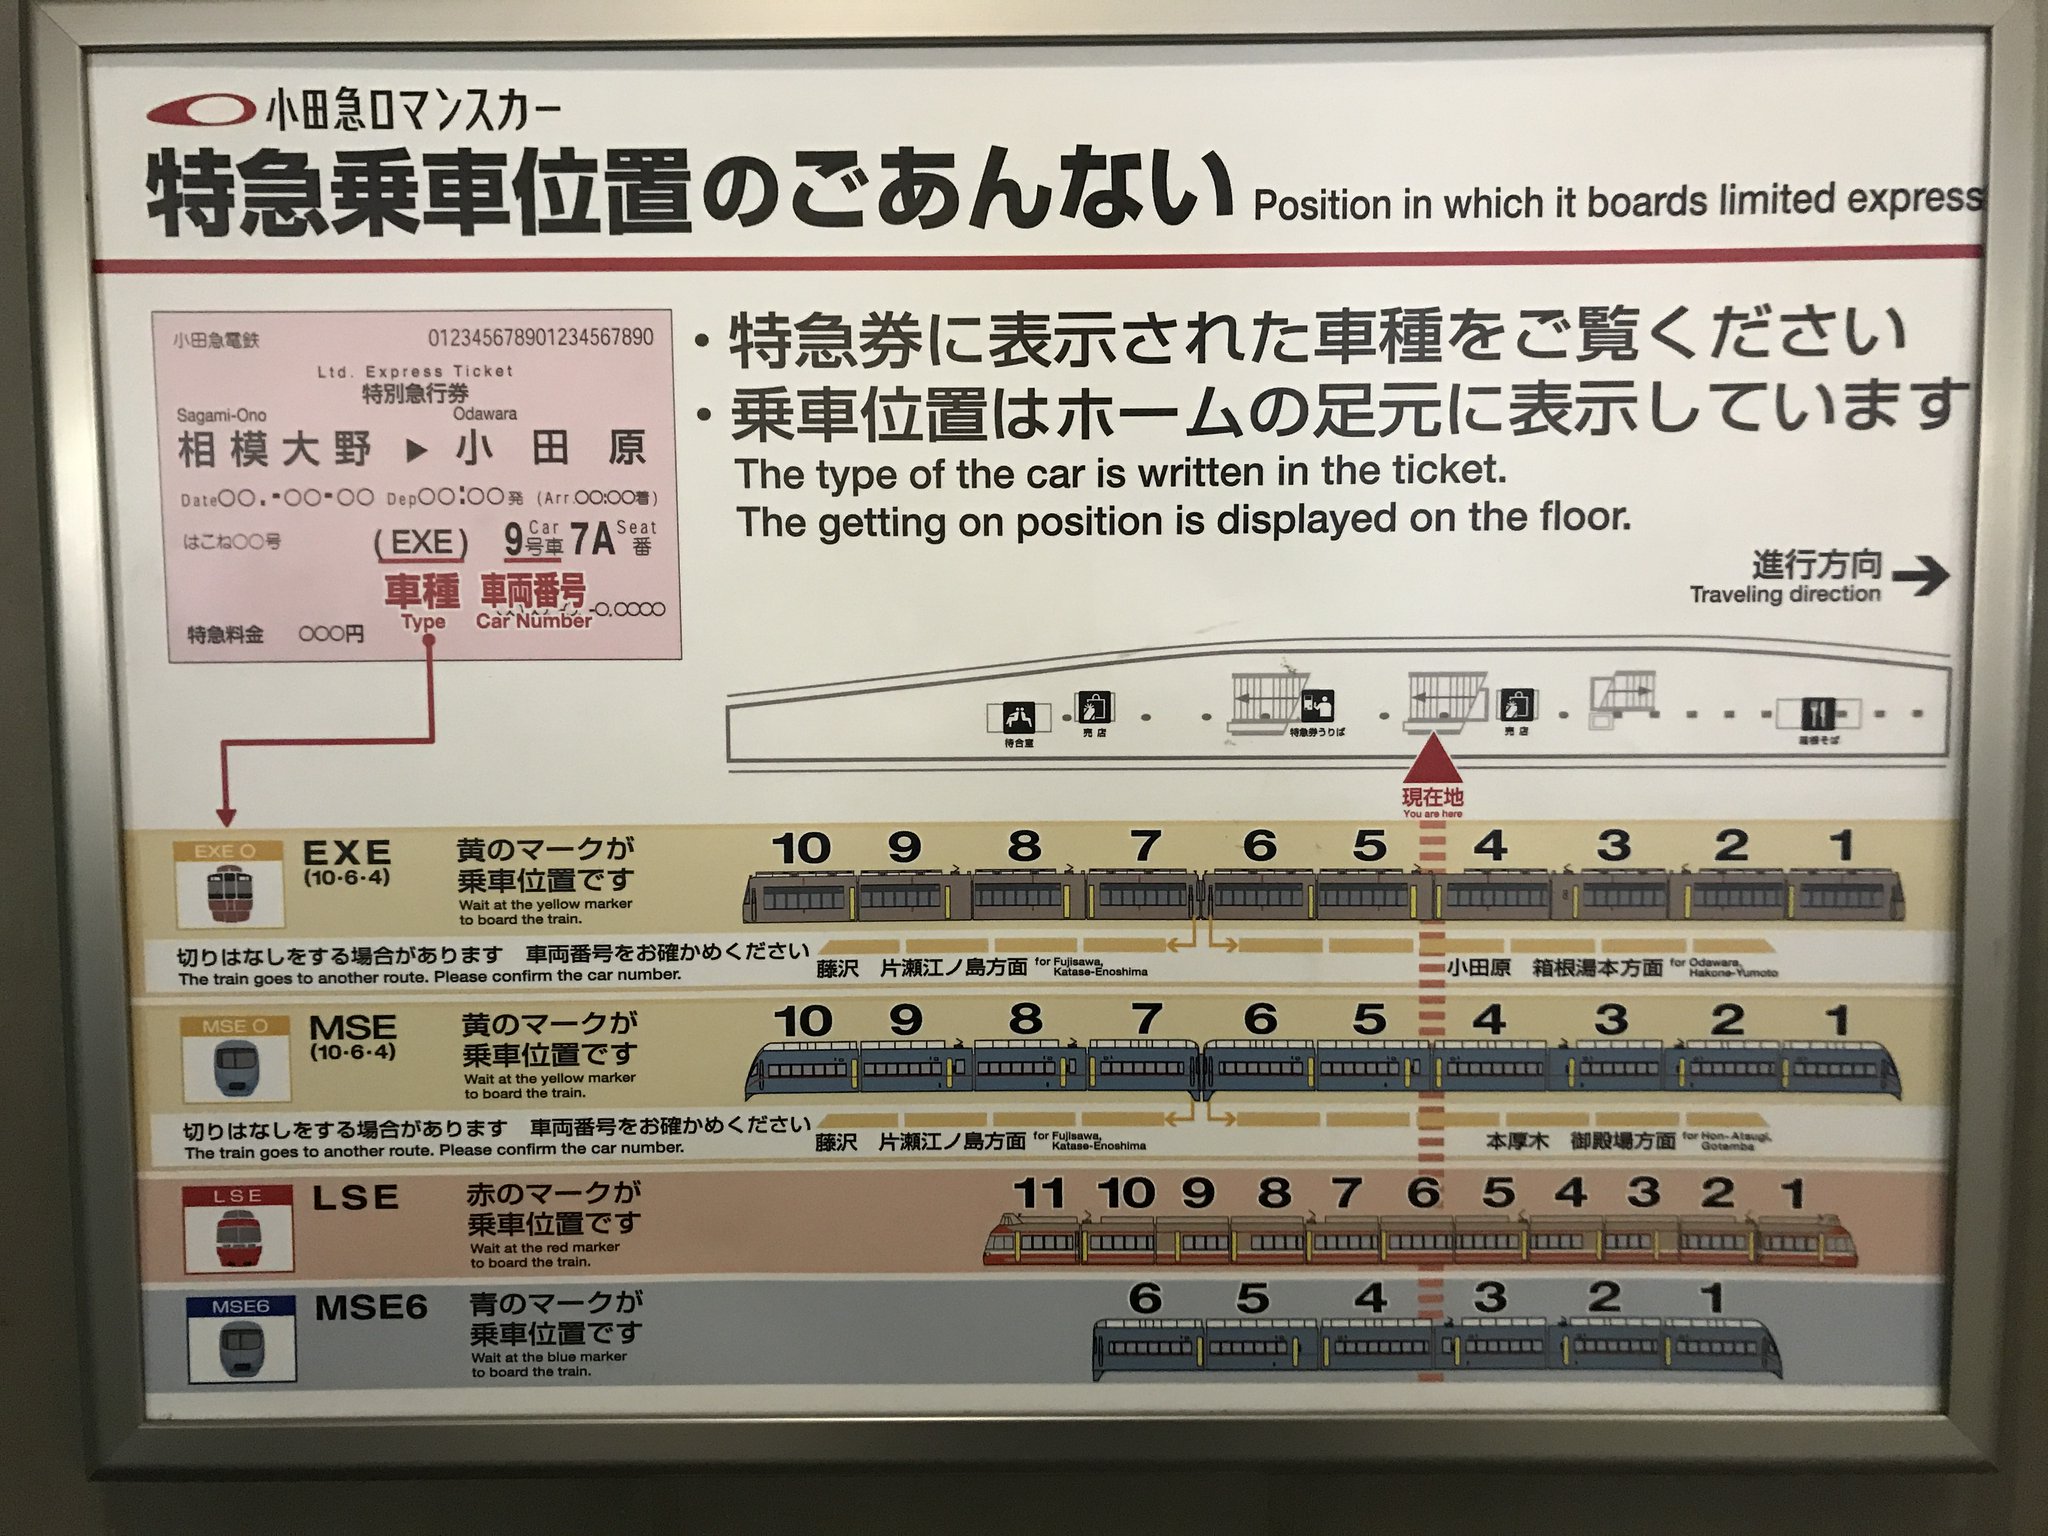 小田急ロマンスカー
特急乗車位置のごあんない Position in which it boards limited express
小田急電鉄 012345678901234567890
Ltd. Express Ticket
特別急行券
Sagami-Ono Odawara
相模大野 ▶ 小田原
Date○○.-○○-○○ Dep○○:○○発 (Arr.○○:○○着)
はこね○○号 (EXE) 9 Car 号車 7A Seat 番
車種 車両番号
Type Car Number
-0.○○○○
特急料金 ○○○円
・特急券に表示された車種をご覧ください
・乗車位置はホームの足元に表示しています
The type of the car is written in the ticket.
The getting on position is displayed on the floor.
進行方向
Traveling direction
待合室
売店
特急券うりば
売店
箱根そば
現在地
You are here
EXE O
EXE
(10・6・4)
黄のマークが
乗車位置です
Wait at the yellow marker
to board the train.
10 9 8 7 6 5 4 3 2 1
切りはなしをする場合があります 車両番号をお確かめください
The train goes to another route. Please confirm the car number.
藤沢 片瀬江ノ島方面 for Fujisawa, Katase-Enoshima
小田原 箱根湯本方面 for Odawara, Hakone-Yumoto
MSE O
MSE
(10・6・4)
黄のマークが
乗車位置です
Wait at the yellow marker
to board the train.
10 9 8 7 6 5 4 3 2 1
切りはなしをする場合があります 車両番号をお確かめください
The train goes to another route. Please confirm the car number.
藤沢 片瀬江ノ島方面 for Fujisawa, Katase-Enoshima
本厚木 御殿場方面 for Hon-Atsugi, Gotemba
LSE
LSE
赤のマークが
乗車位置です
Wait at the red marker
to board the train.
11 10 9 8 7 6 5 4 3 2 1
MSE6
MSE6
青のマークが
乗車位置です
Wait at the blue marker
to board the train.
6 5 4 3 2 1